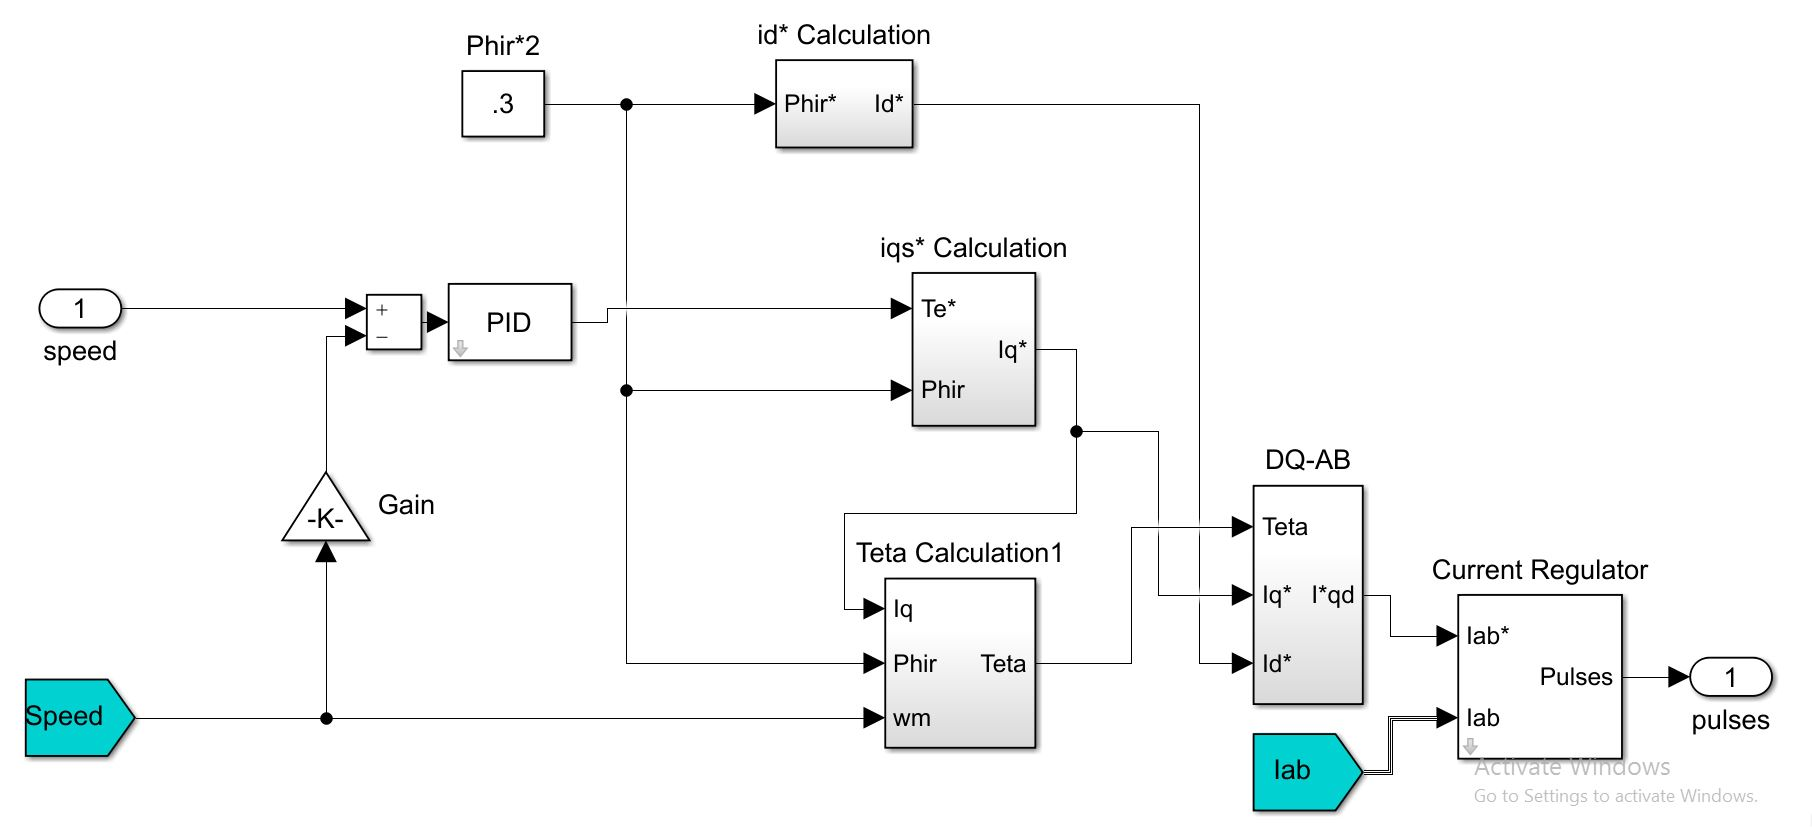 id* Calculation
Phir*2
.3
Phir* Id*
iqs* Calculation
1
speed
+
−
PID
Te*
Iq*
Phir
-K-
Gain
DQ-AB
Teta
Iq* I*qd
Id*
Teta Calculation1
Iq
Phir Teta
wm
Current Regulator
Iab*
Pulses
Iab
1
pulses
Speed
Iab
Activate Windows
Go to Settings to activate Windows.